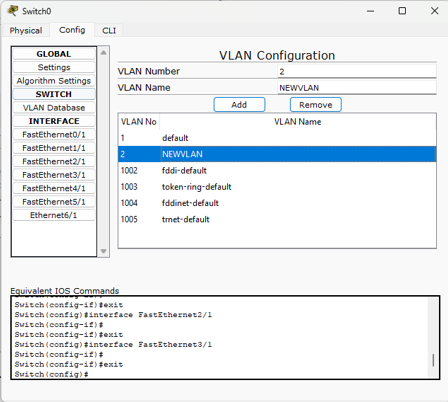 Switch0
Physical Config CLI
GLOBAL
Settings
Algorithm Settings
SWITCH
VLAN Database
INTERFACE
FastEthernet0/1
FastEthernet1/1
FastEthernet2/1
FastEthernet3/1
FastEthernet4/1
FastEthernet5/1
Ethernet6/1
VLAN Configuration
VLAN Number 2
VLAN Name NEWVLAN
Add Remove
VLAN No VLAN Name
1 default
2 NEWVLAN
1002 fddi-default
1003 token-ring-default
1004 fddinet-default
1005 trnet-default
Equivalent IOS Commands
Switch(config-if)#exit
Switch(config)#interface FastEthernet2/1
Switch(config-if)#
Switch(config-if)#exit
Switch(config)#interface FastEthernet3/1
Switch(config-if)#
Switch(config-if)#exit
Switch(config)#